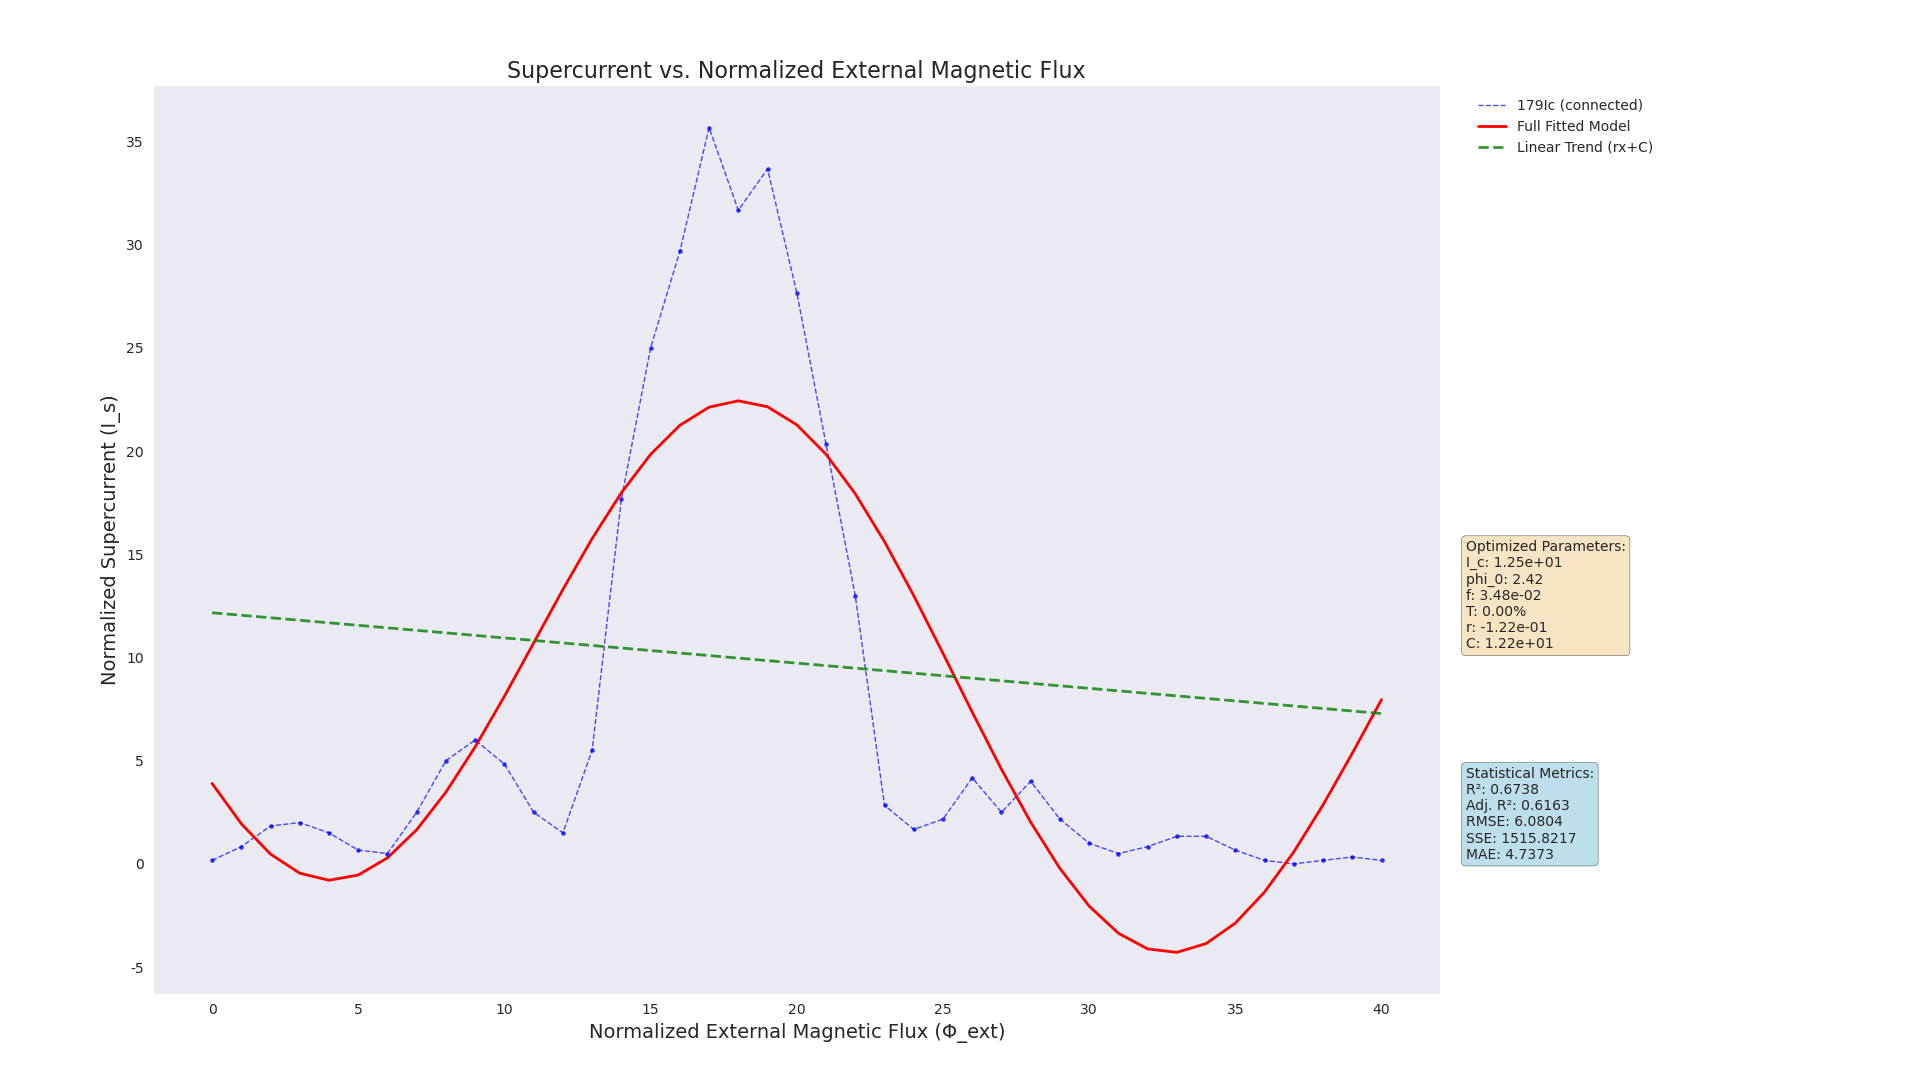 Supercurrent vs. Normalized External Magnetic Flux
179Ic (connected)
Full Fitted Model
Linear Trend (rx+C)
Normalized Supercurrent (I_s)
35
30
25
20
15
10
5
0
-5
0 5 10 15 20 25 30 35 40
Normalized External Magnetic Flux (Φ_ext)
Optimized Parameters:
I_c: 1.25e+01
phi_0: 2.42
f: 3.48e-02
T: 0.00%
r: -1.22e-01
C: 1.22e+01
Statistical Metrics:
R²: 0.6738
Adj. R²: 0.6163
RMSE: 6.0804
SSE: 1515.8217
MAE: 4.7373